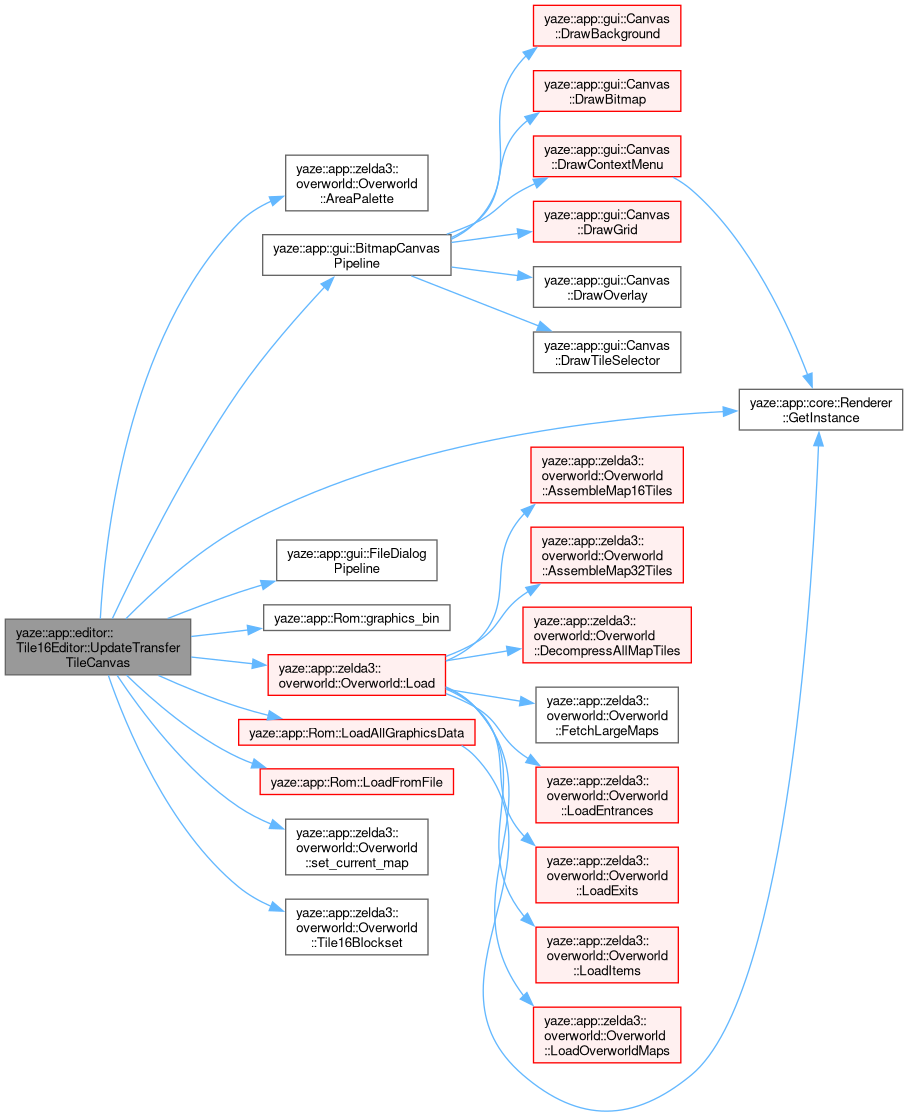 yaze::app::gui::Canvas
::DrawBackground
yaze::app::gui::Canvas
::DrawBitmap
yaze::app::gui::Canvas
::DrawContextMenu
yaze::app::zelda3::
overworld::Overworld
::AreaPalette
yaze::app::gui::Canvas
::DrawGrid
yaze::app::gui::BitmapCanvas
Pipeline
yaze::app::gui::Canvas
::DrawOverlay
yaze::app::gui::Canvas
::DrawTileSelector
yaze::app::core::Renderer
::GetInstance
yaze::app::zelda3::
overworld::Overworld
::AssembleMap16Tiles
yaze::app::zelda3::
overworld::Overworld
::AssembleMap32Tiles
yaze::app::gui::FileDialog
Pipeline
yaze::app::Rom::graphics_bin
yaze::app::zelda3::
overworld::Overworld
::DecompressAllMapTiles
yaze::app::editor::
Tile16Editor::UpdateTransfer
TileCanvas
yaze::app::zelda3::
overworld::Overworld::Load
yaze::app::zelda3::
overworld::Overworld
::FetchLargeMaps
yaze::app::Rom::LoadAllGraphicsData
yaze::app::Rom::LoadFromFile
yaze::app::zelda3::
overworld::Overworld
::LoadEntrances
yaze::app::zelda3::
overworld::Overworld
::set_current_map
yaze::app::zelda3::
overworld::Overworld
::LoadExits
yaze::app::zelda3::
overworld::Overworld
::Tile16Blockset
yaze::app::zelda3::
overworld::Overworld
::LoadItems
yaze::app::zelda3::
overworld::Overworld
::LoadOverworldMaps